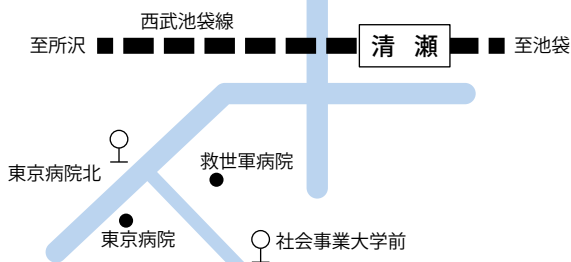 西武池袋線
至所沢
清瀬
至池袋
東京病院北
救世軍病院
東京病院
社会事業大学前